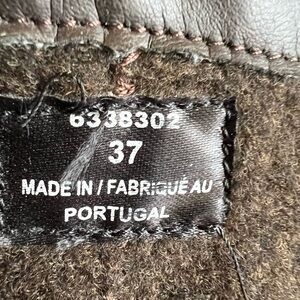 6338302
37
MADE IN / FABRIQUÉ AU
PORTUGAL